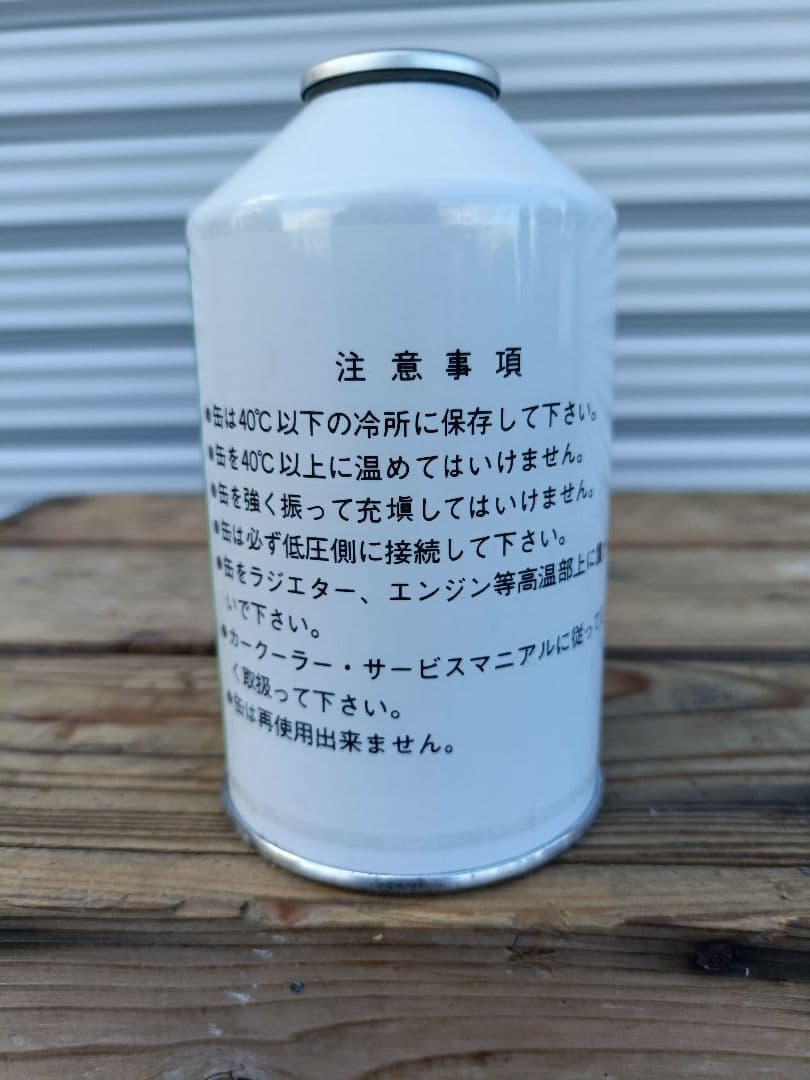 注意事項
●缶は40℃以下の冷所に保存して下さい。
●缶を40℃以上に温めてはいけません。
●缶を強く振って充塡してはいけません。
●缶は必ず低圧側に接続して下さい。
●缶をラジエター、エンジン等高温部上に
いで下さい。
●カークーラー・サービスマニアルに従って
く取扱って下さい。
●缶は再使用出来ません。